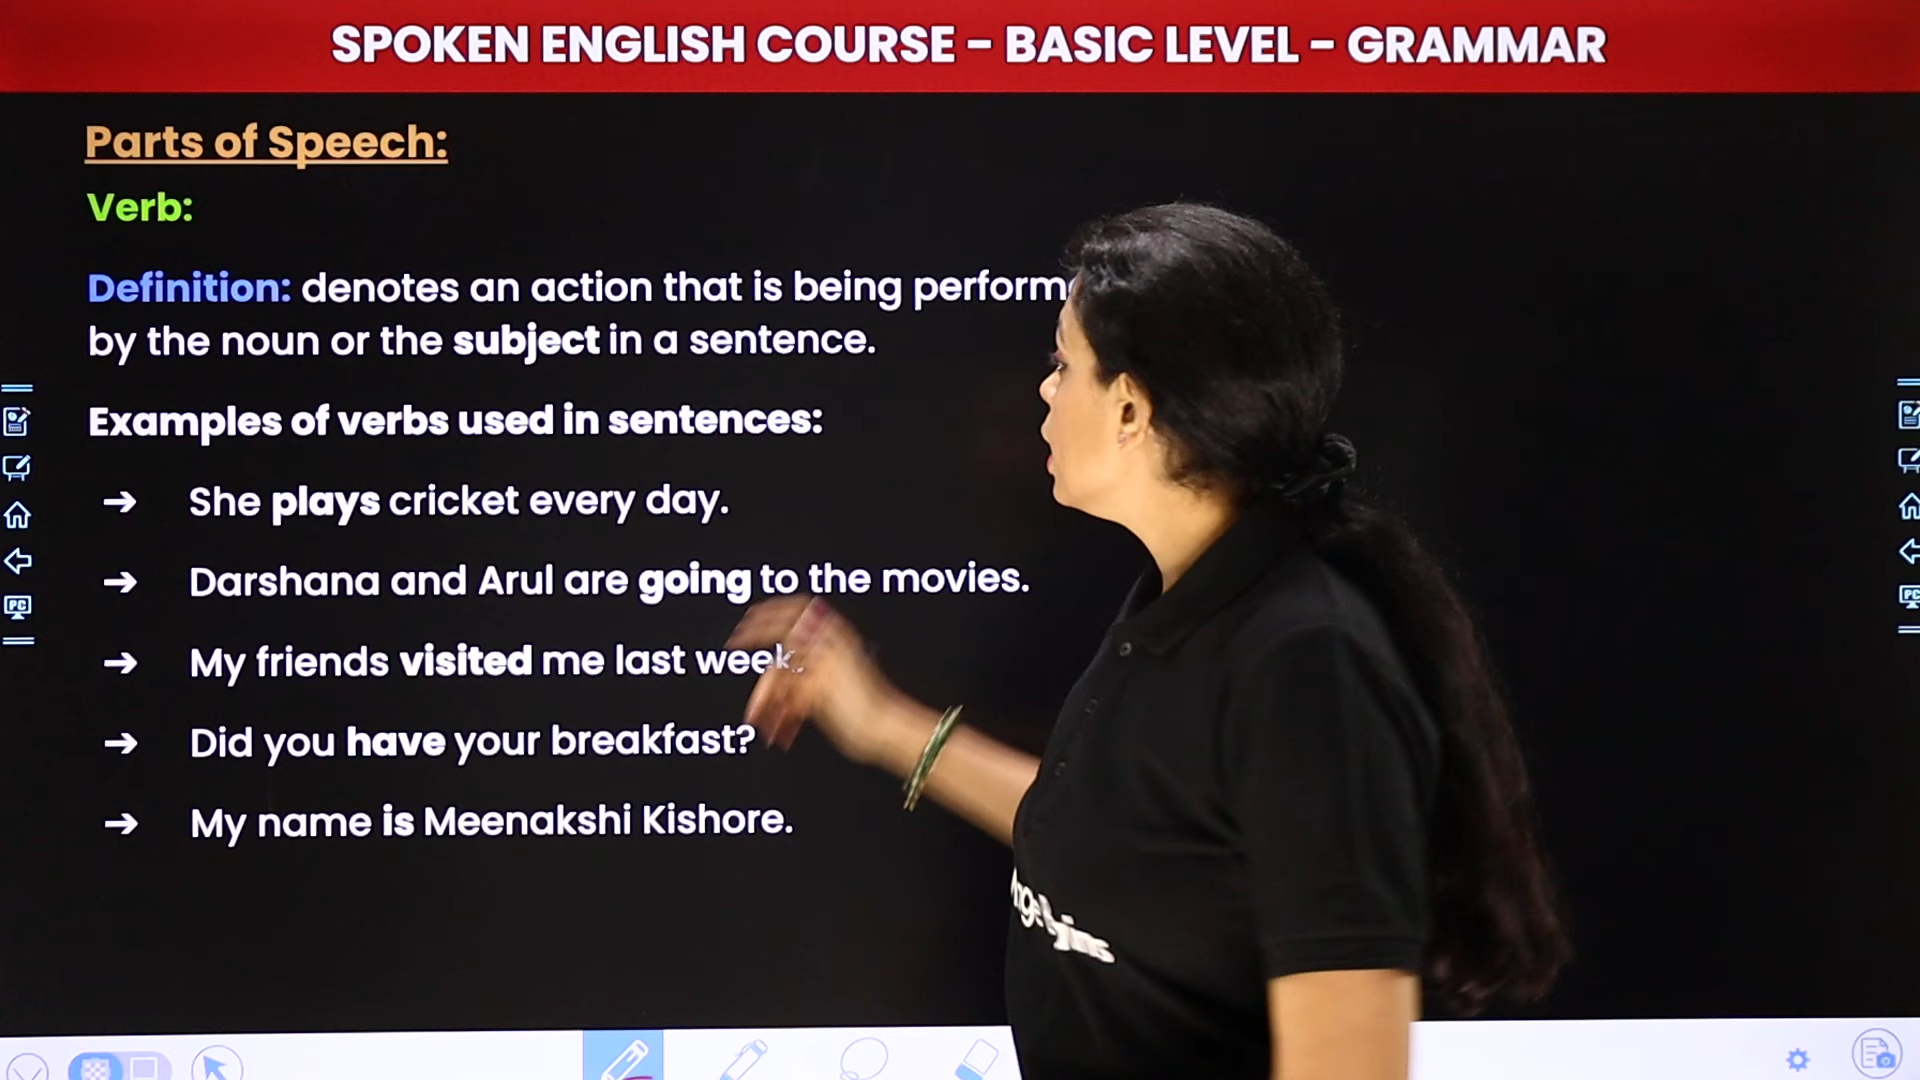 SPOKEN ENGLISH COURSE – BASIC LEVEL – GRAMMAR
Parts of Speech:
Verb:
Definition: denotes an action that is being
by the noun or the subject in a sentence.
Examples of verbs used in sentences:
➔ She plays cricket every day.
➔ Darshana and Arul are going to the movies.
➔ My friends visited me last week.
➔ Did you have your breakfast?
➔ My name is Meenakshi Kishore.
PC
PC